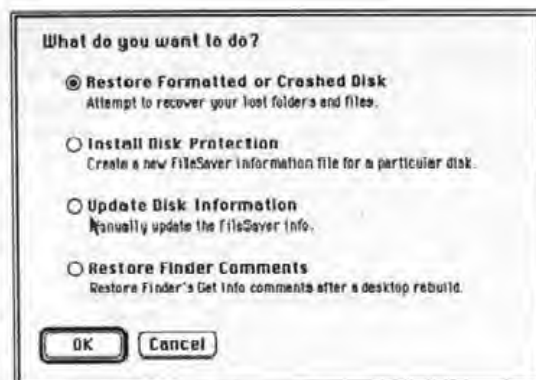 What do you want to do?
Restore Formatted or Crashed Disk
Attempt to recover your lost folders and files.
Install Disk Protection
Create a new FileSaver information file for a particular disk.
Update Disk Information
Manually update the FileSaver info.
Restore Finder Comments
Restore Finder's Get Info comments after a desktop rebuild.
OK
Cancel